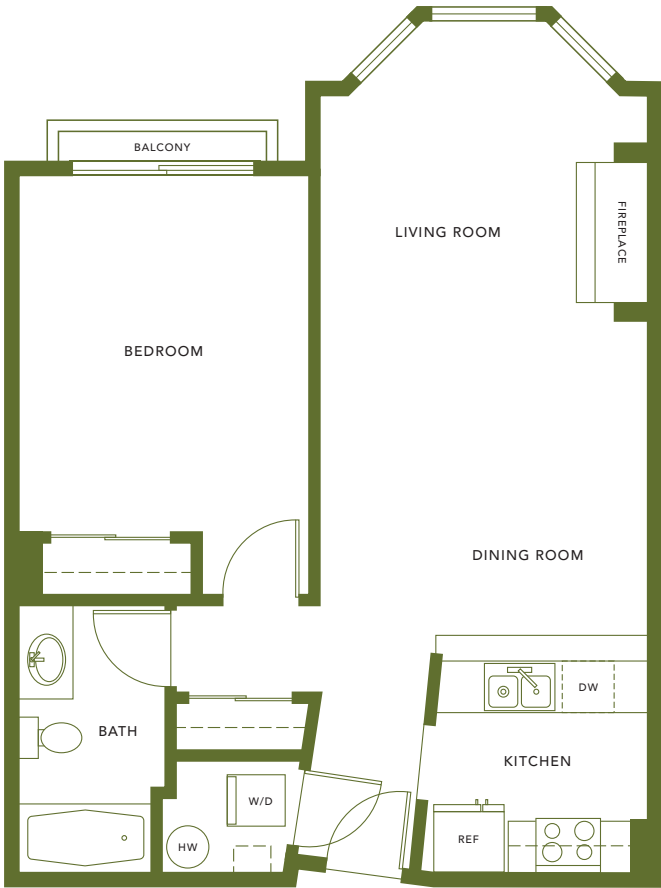 BALCONY
LIVING ROOM
FIREPLACE
BEDROOM
DINING ROOM
DW
BATH
KITCHEN
W/D
HW
REF